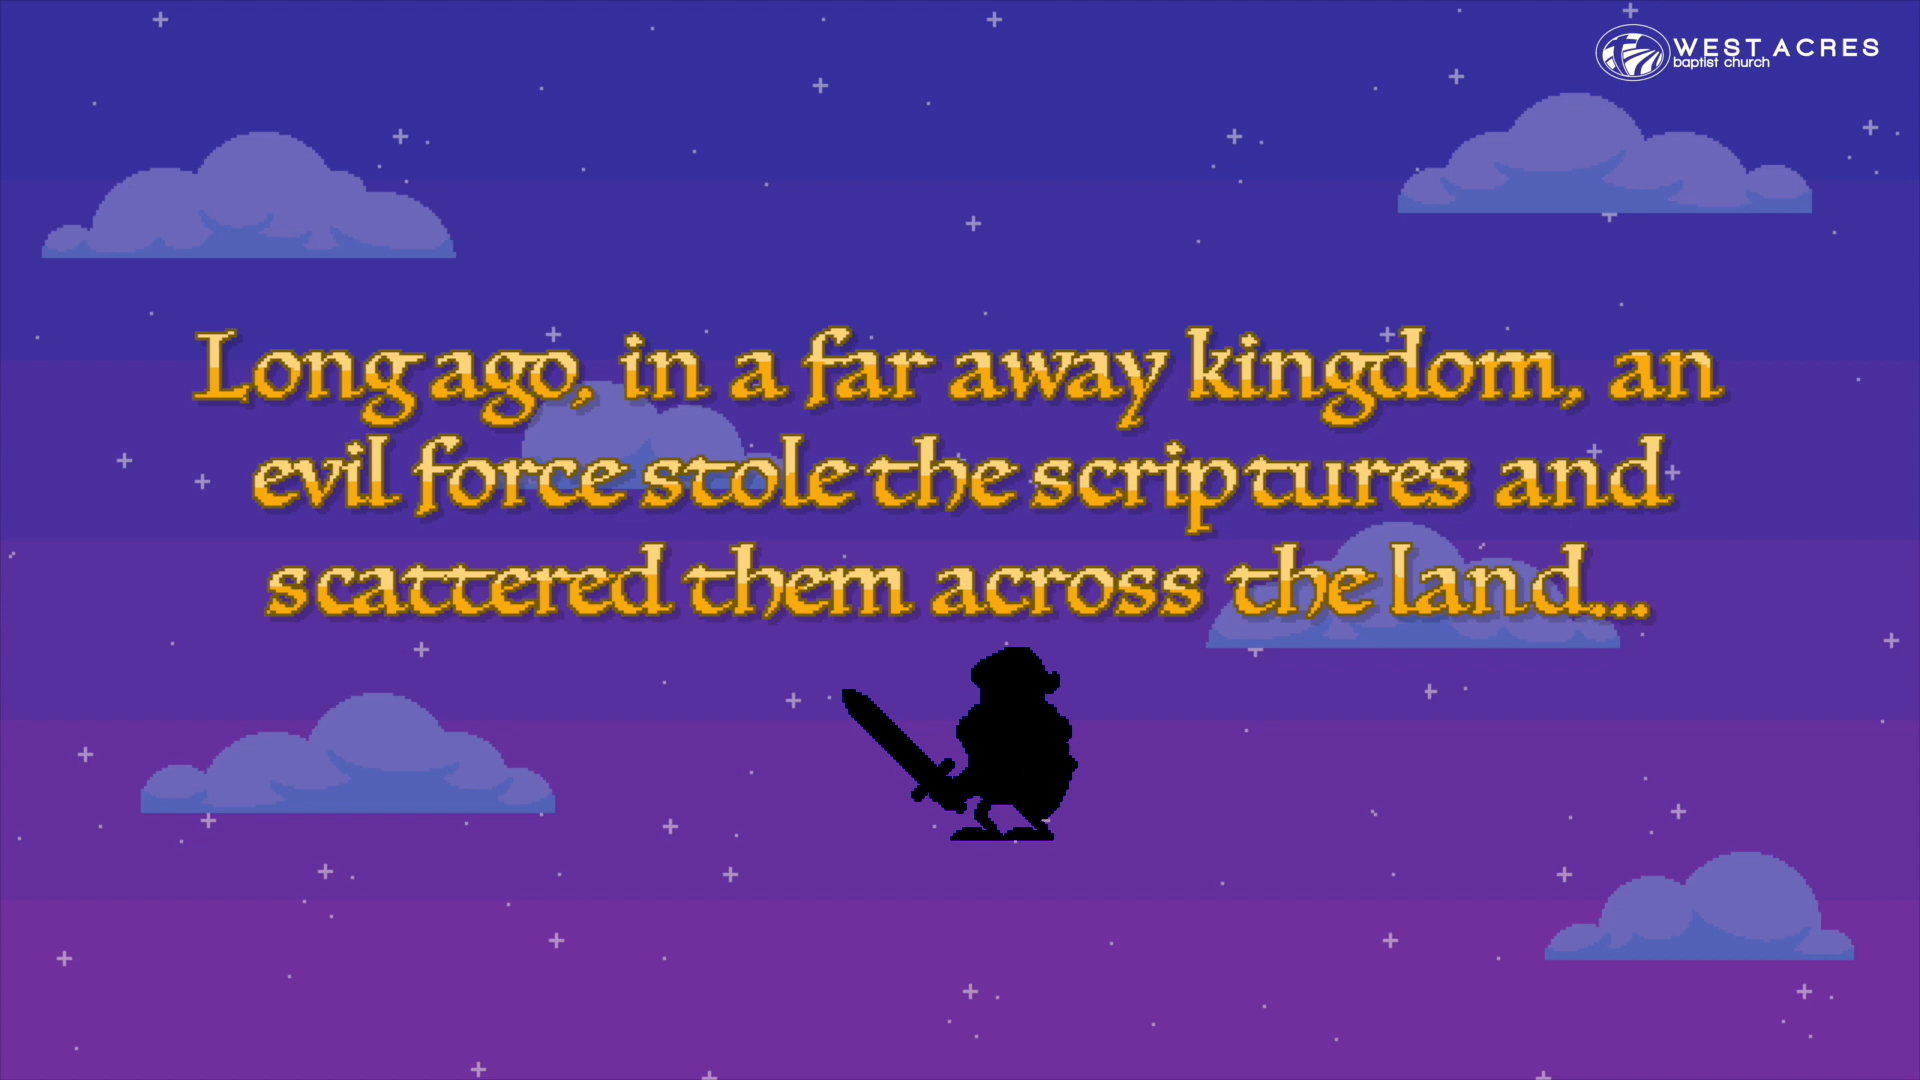 WEST ACRES
baptist church
Long ago, in a far away kingdom, an
evil force stole the scriptures and
scattered them across the land...